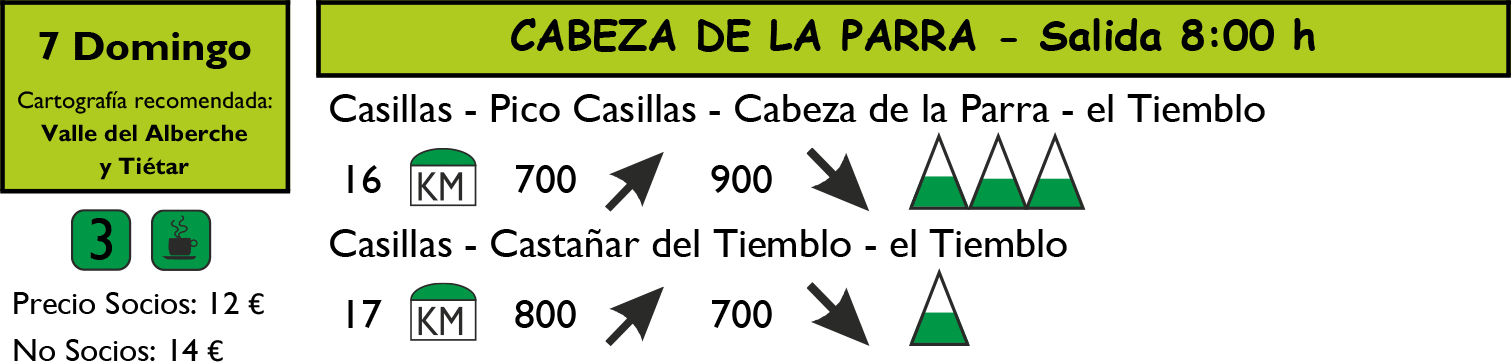 7 Domingo
Cartografía recomendada:
Valle del Alberche
y Tiétar
3
Precio Socios: 12 €
No Socios: 14 €
CABEZA DE LA PARRA - Salida 8:00 h
Casillas - Pico Casillas - Cabeza de la Parra - el Tiemblo
16 KM 700 900
Casillas - Castañar del Tiemblo - el Tiemblo
17 KM 800 700